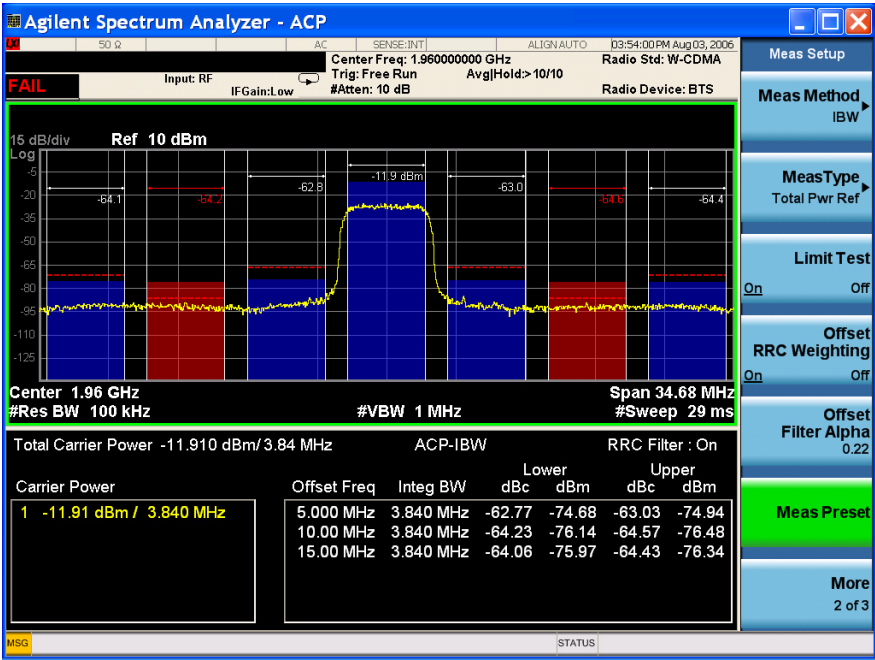 Agilent Spectrum Analyzer - ACP
50 Ω AC SENSE:INT ALIGN AUTO 03:54:00 PM Aug 03, 2006
Center Freq: 1.960000000 GHz Radio Std: W-CDMA
Input: RF Trig: Free Run Avg|Hold:>10/10
FAIL IFGain:Low #Atten: 10 dB Radio Device: BTS
15 dB/div Ref 10 dBm
Log
-5
-20
-35
-50
-65
-80
-95
-110
-125
-64.1 -64.2 -62.8 -11.9 dBm -63.0 -64.6 -64.4
Center 1.96 GHz Span 34.68 MHz
#Res BW 100 kHz #VBW 1 MHz #Sweep 29 ms
Total Carrier Power -11.910 dBm/ 3.84 MHz ACP-IBW RRC Filter : On
Lower Upper
Carrier Power Offset Freq Integ BW dBc dBm dBc dBm
1 -11.91 dBm / 3.840 MHz
5.000 MHz 3.840 MHz -62.77 -74.68 -63.03 -74.94
10.00 MHz 3.840 MHz -64.23 -76.14 -64.57 -76.48
15.00 MHz 3.840 MHz -64.06 -75.97 -64.43 -76.34
MSG STATUS
Meas Setup
Meas Method
IBW
MeasType
Total Pwr Ref
Limit Test
On Off
Offset
RRC Weighting
On Off
Offset
Filter Alpha
0.22
Meas Preset
More
2 of 3